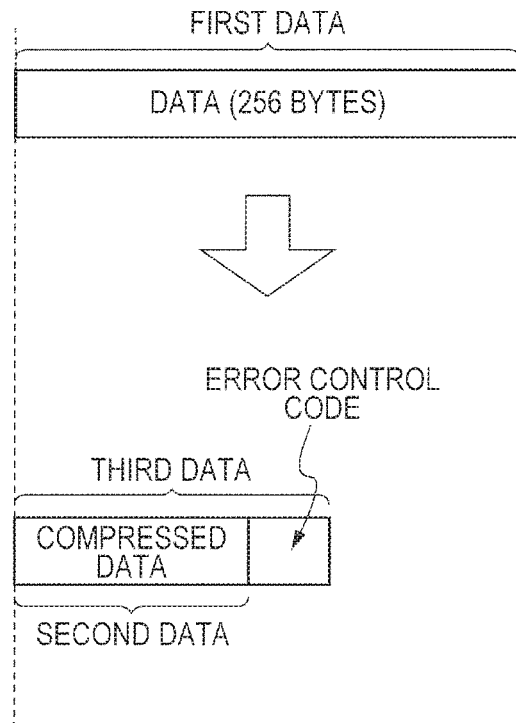 FIRST DATA
DATA (256 BYTES)
ERROR CONTROL
CODE
THIRD DATA
COMPRESSED
DATA
SECOND DATA